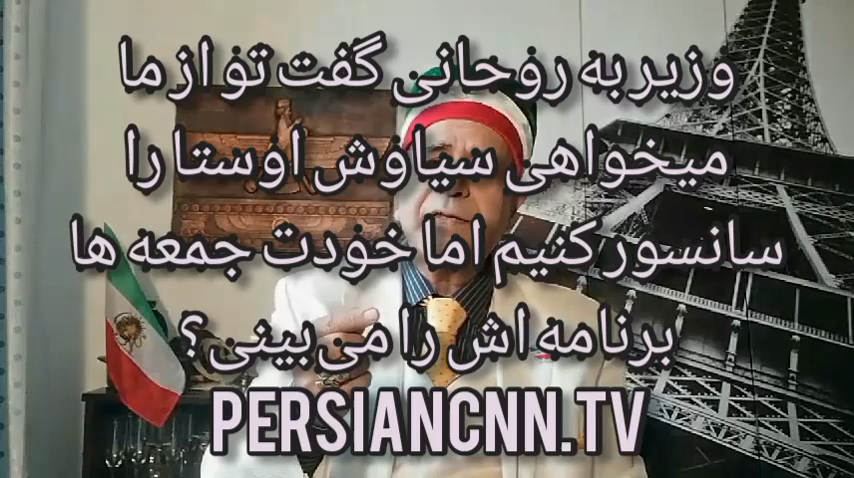 وزیر به روحانی گفت تو از ما
میخواهی سیاوش اوستا را
سانسور کنیم اما خودت جمعه ها
برنامه اش را می بینی؟
PERSIANCNN.TV